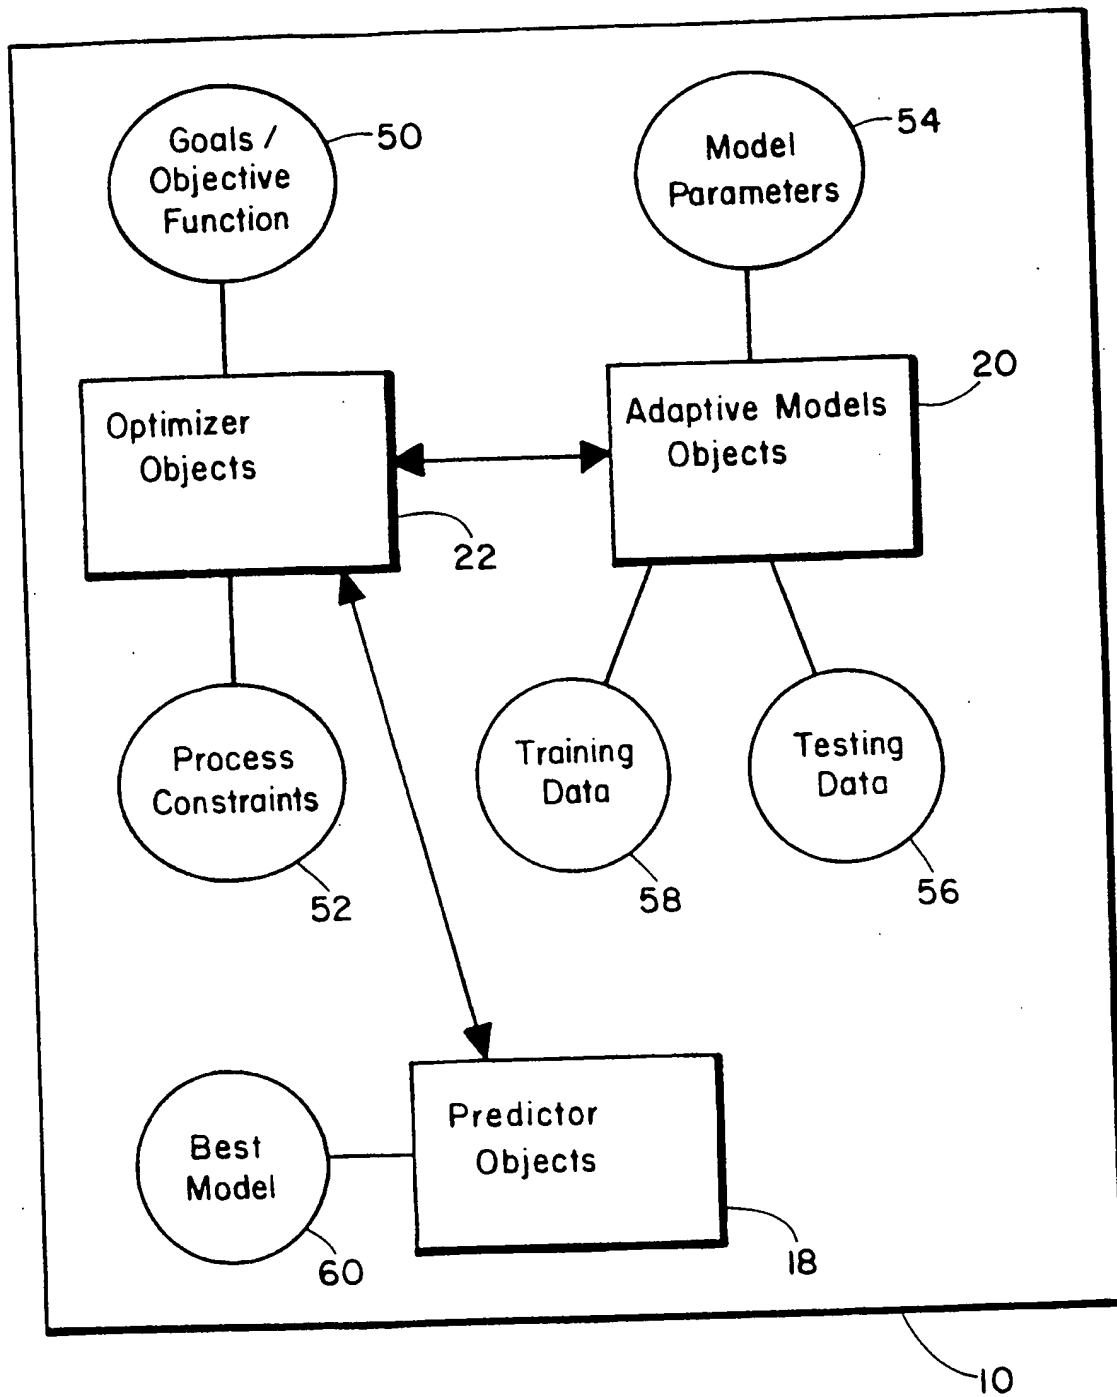 Goals /
Objective
Function
50
Model
Parameters
54
Optimizer
Objects
22
Adaptive Models
Objects
20
Process
Constraints
52
Training
Data
58
Testing
Data
56
Best
Model
60
Predictor
Objects
18
10